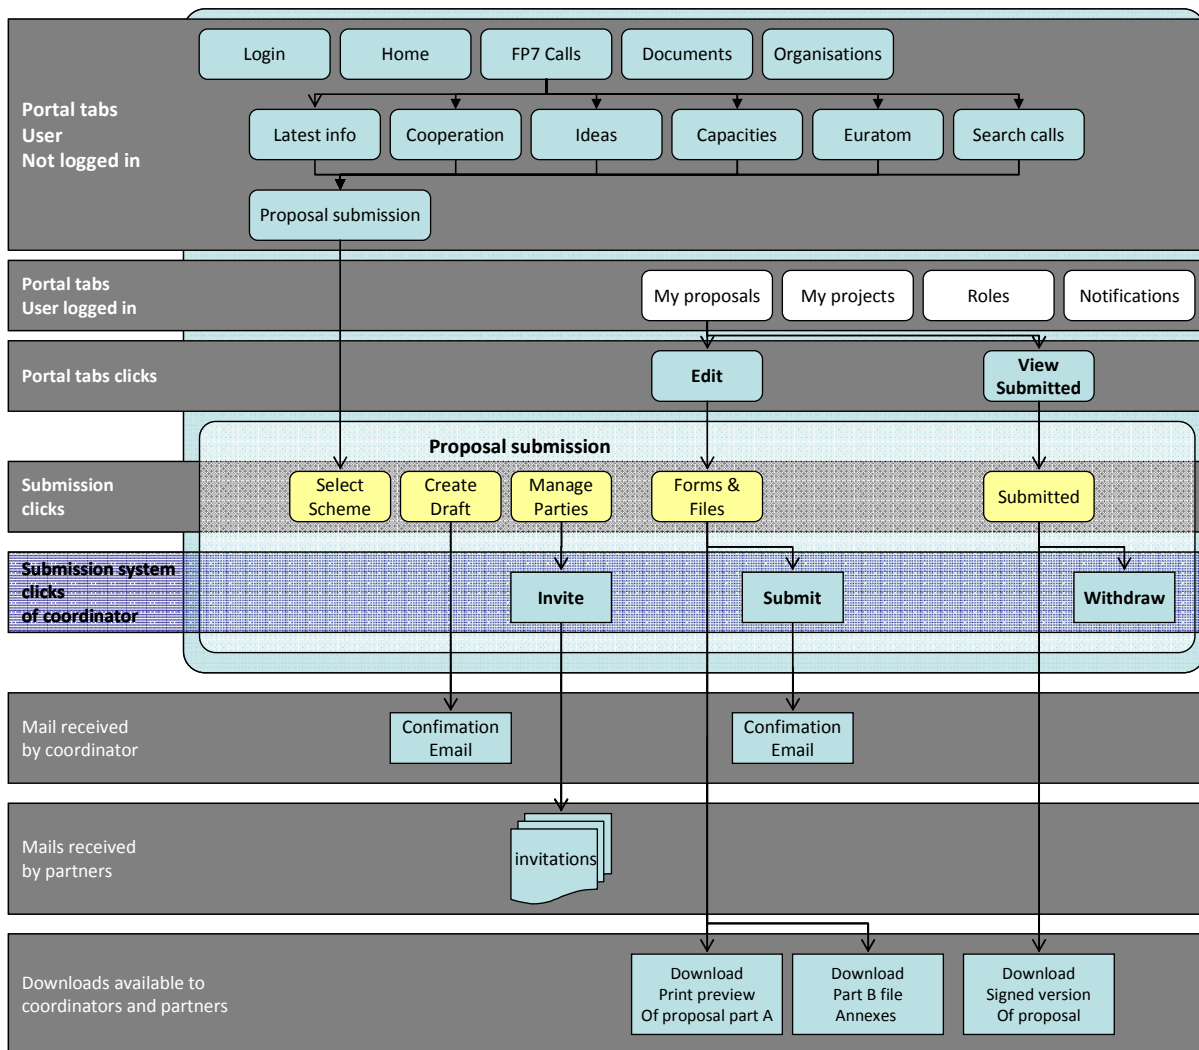 Login
Home
FP7 Calls
Documents
Organisations
Portal tabs
User
Not logged in
Latest info
Cooperation
Ideas
Capacities
Euratom
Search calls
Proposal submission
Portal tabs
User logged in
My proposals
My projects
Roles
Notifications
Portal tabs clicks
Edit
View
Submitted
Proposal submission
Submission
clicks
Select
Scheme
Create
Draft
Manage
Parties
Forms &
Files
Submitted
Submission system
clicks
of coordinator
Invite
Submit
Withdraw
Mail received
by coordinator
Confimation
Email
Confimation
Email
Mails received
by partners
invitations
Downloads available to
coordinators and partners
Download
Print preview
Of proposal part A
Download
Part B file
Annexes
Download
Signed version
Of proposal